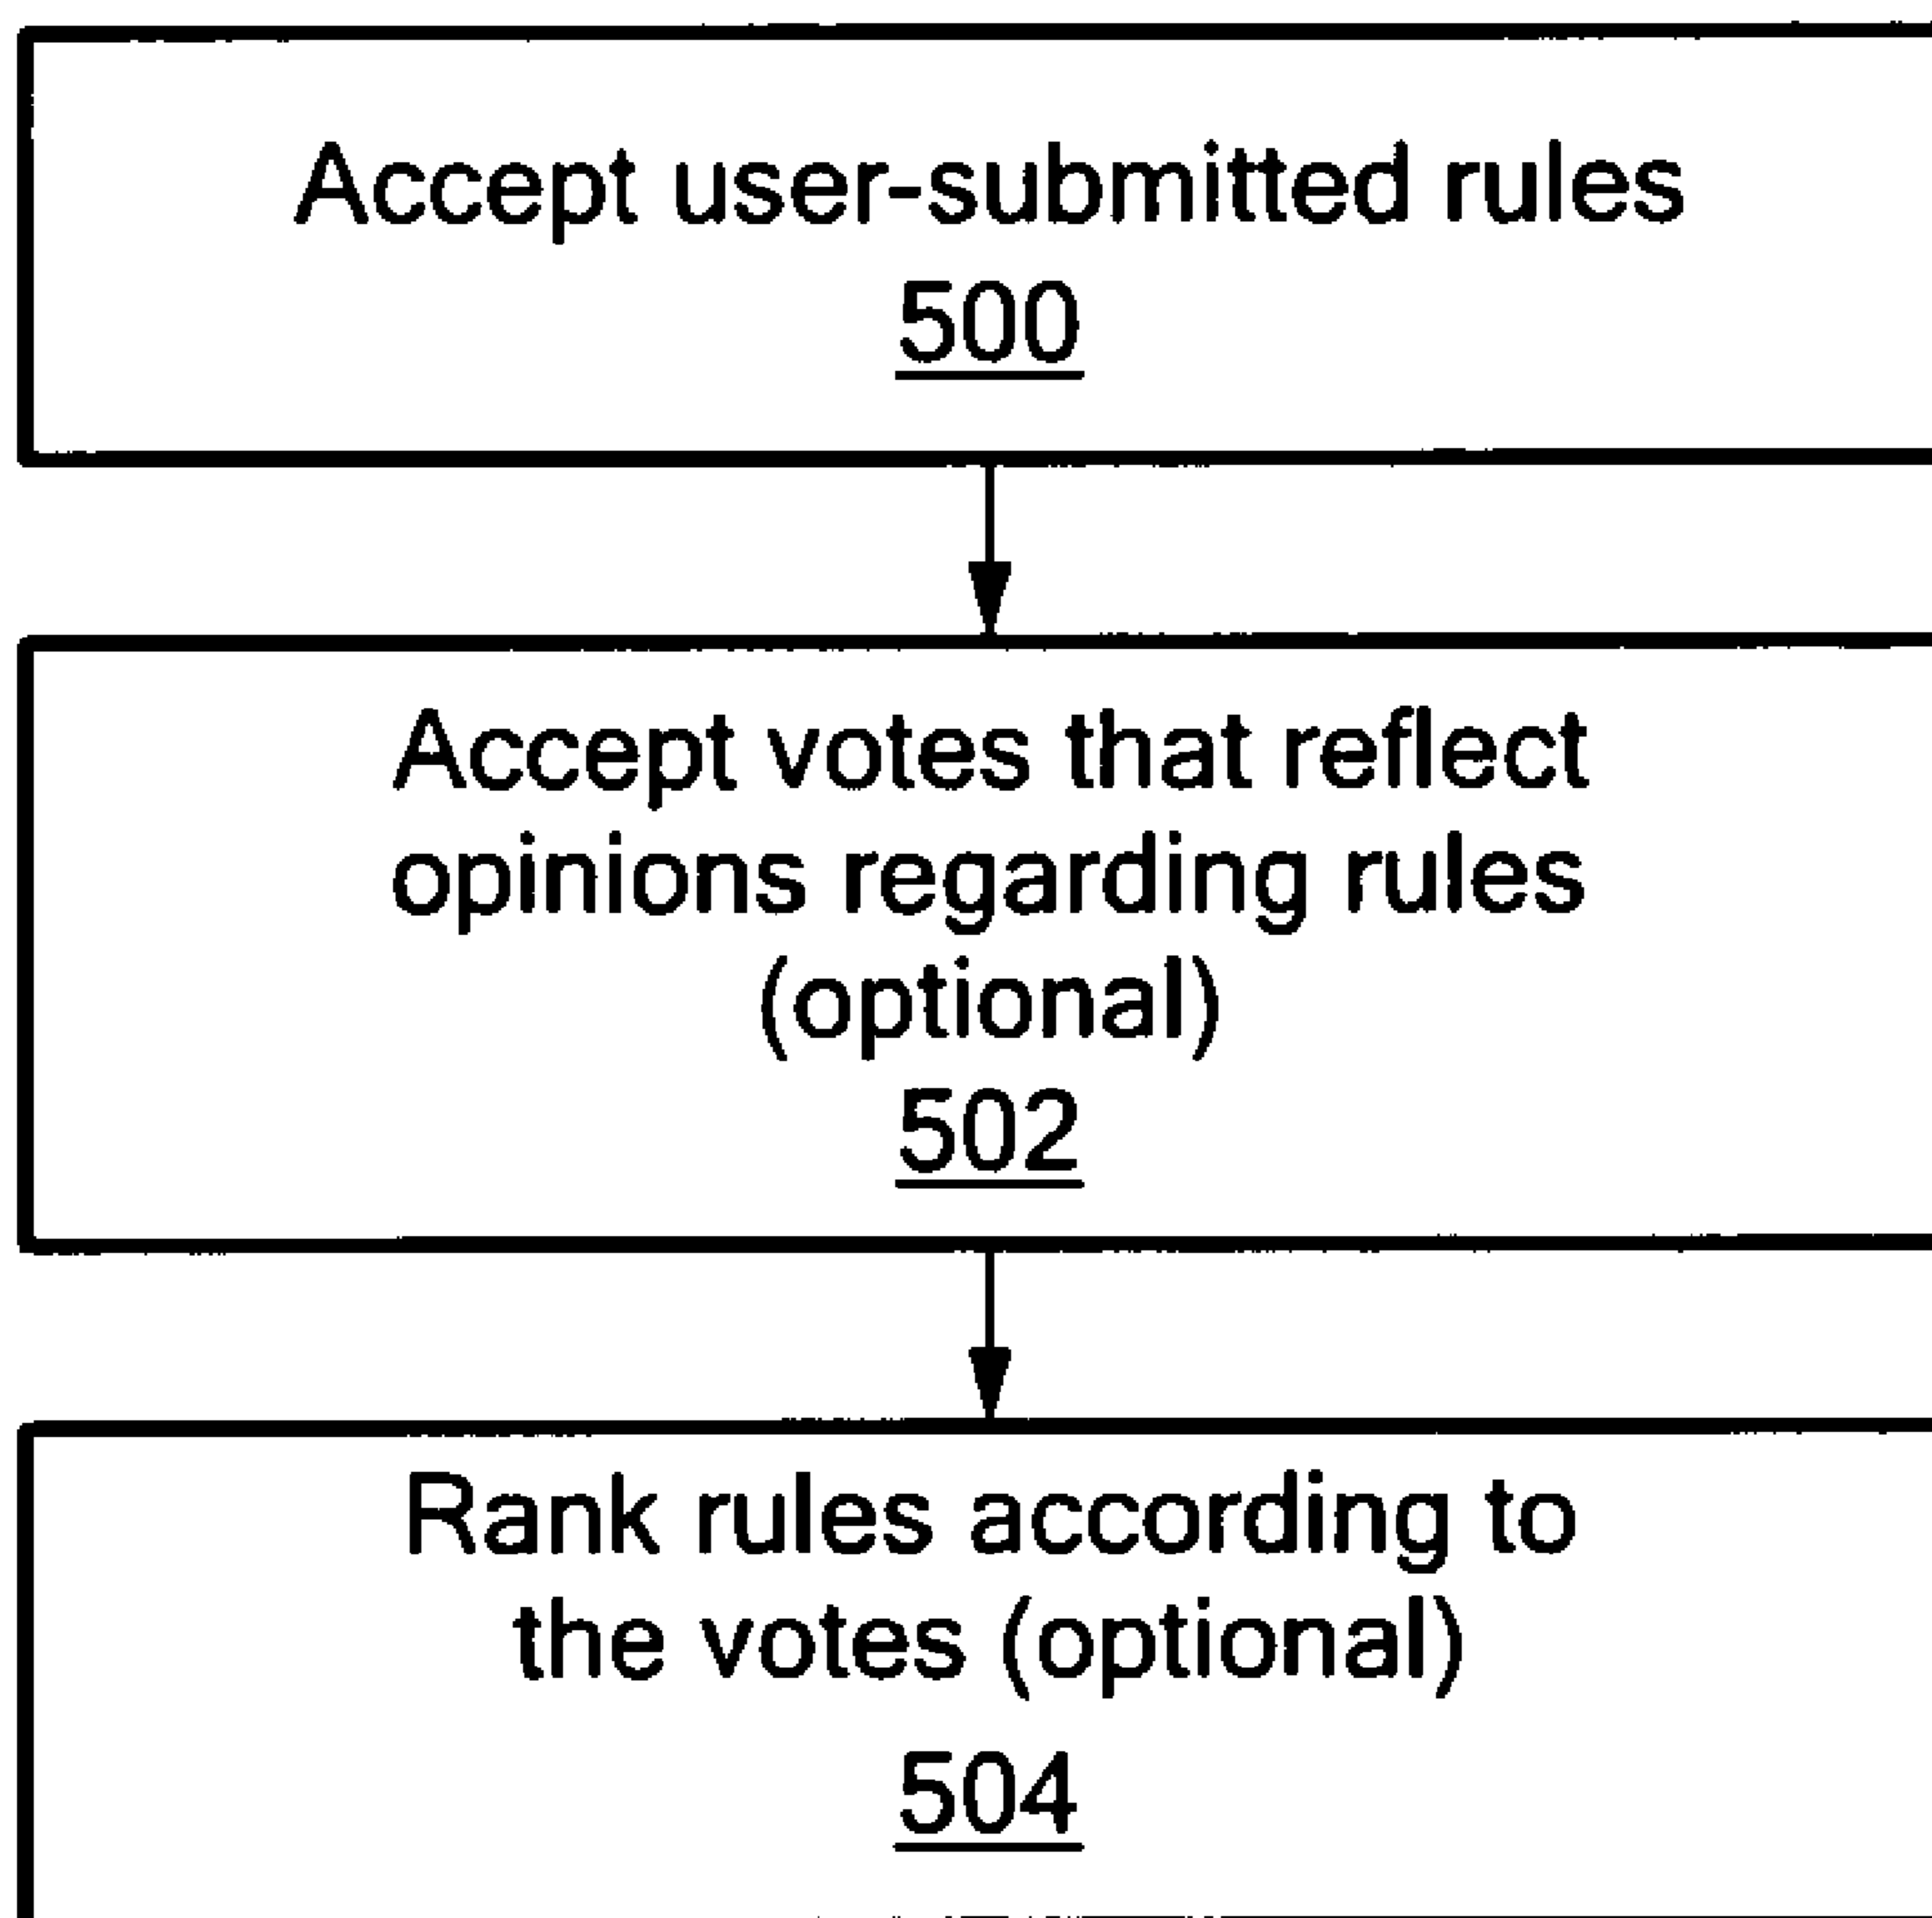 Accept user-submitted rules
500
Accept votes that reflect
opinions regarding rules
(optional)
502
Rank rules according to
the votes (optional)
504